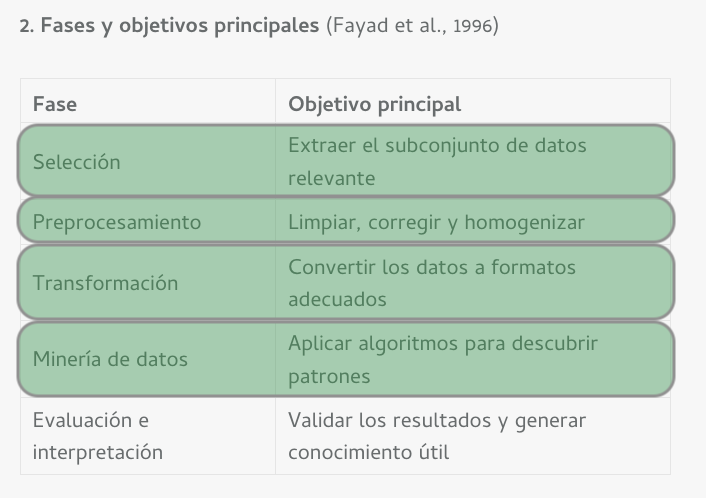 2. Fases y objetivos principales (Fayad et al., 1996)
Fase Objetivo principal
Selección Extraer el subconjunto de datos relevante
Preprocesamiento Limpiar, corregir y homogenizar
Transformación Convertir los datos a formatos adecuados
Minería de datos Aplicar algoritmos para descubrir patrones
Evaluación e interpretación Validar los resultados y generar conocimiento útil